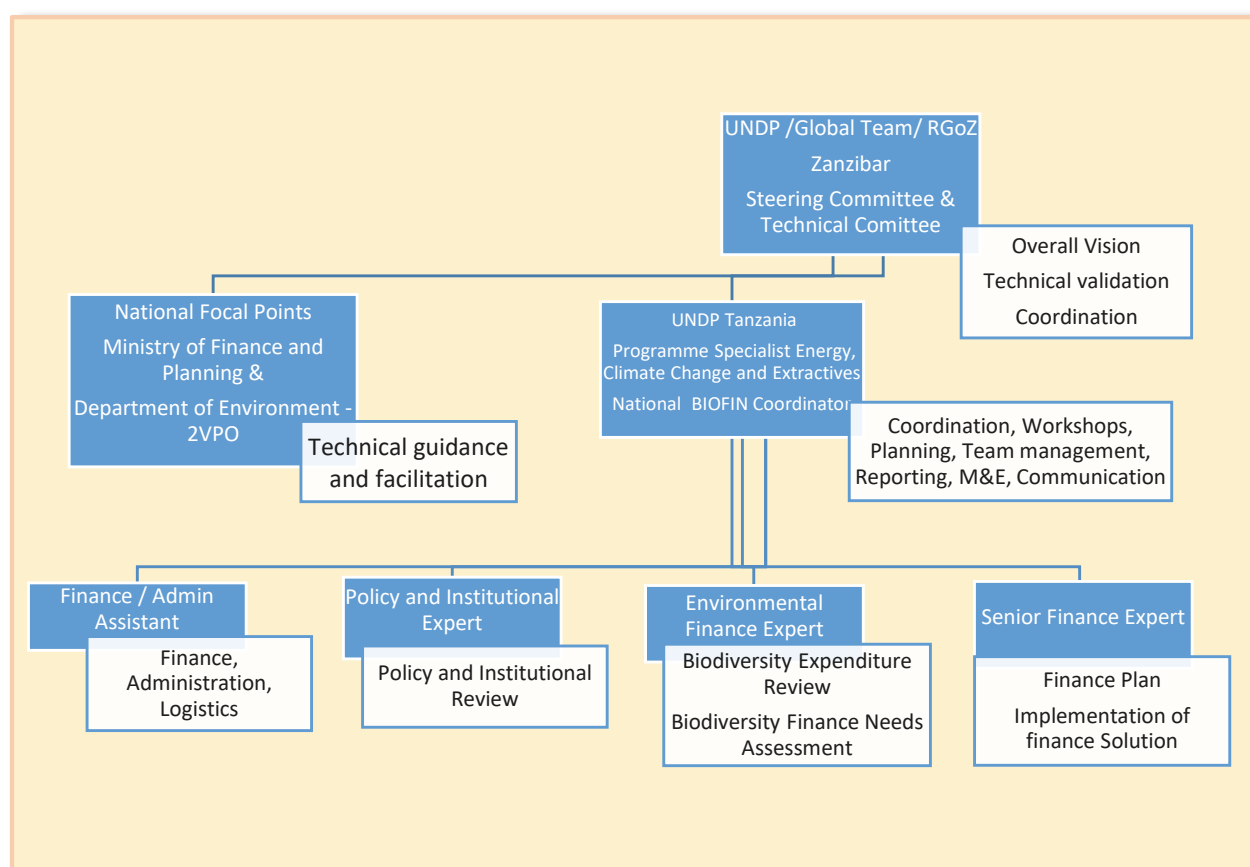 UNDP /Global Team/ RGoZ
Zanzibar
Steering Committee &
Technical Comittee
Overall Vision
Technical validation
Coordination
National Focal Points
Ministry of Finance and
Planning &
Department of Environment -
2VPO
Technical guidance
and facilitation
UNDP Tanzania
Programme Specialist Energy,
Climate Change and Extractives
National BIOFIN Coordinator
Coordination, Workshops,
Planning, Team management,
Reporting, M&E, Communication
Finance / Admin
Assistant
Finance,
Administration,
Logistics
Policy and Institutional
Expert
Policy and Institutional
Review
Environmental
Finance Expert
Biodiversity Expenditure
Review
Biodiversity Finance Needs
Assessment
Senior Finance Expert
Finance Plan
Implementation of
finance Solution